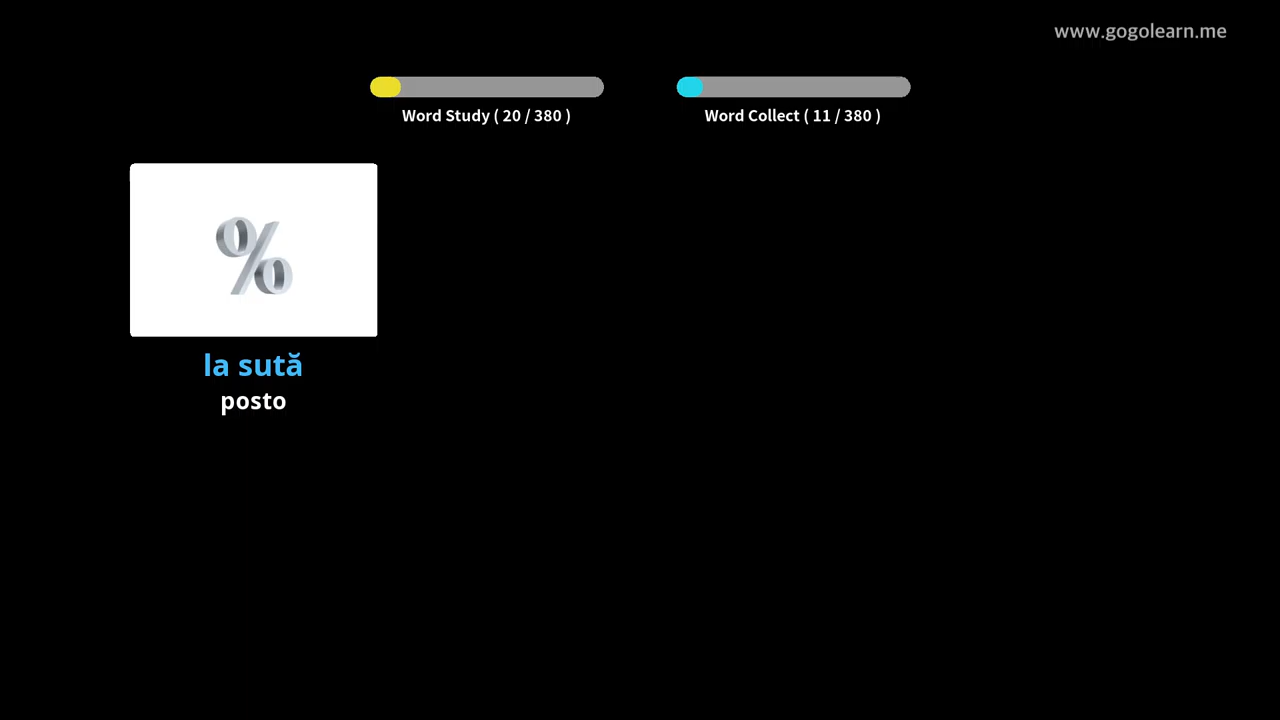 www.gogolearn.me
Word Study ( 20 / 380 )
Word Collect ( 11 / 380 )
%
la sută
posto